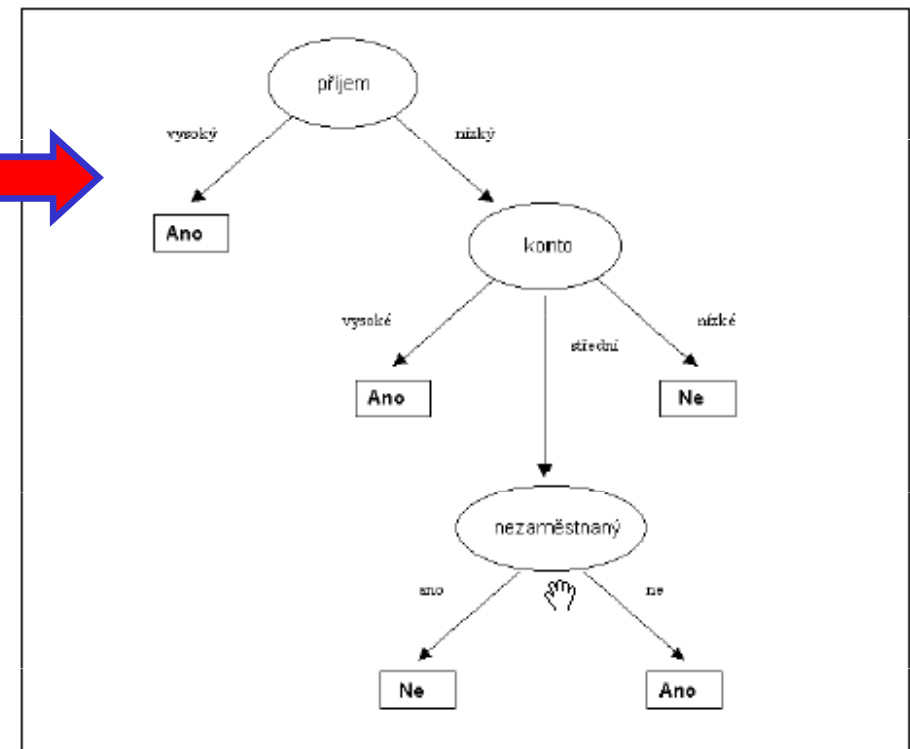 příjem
vysoký
nízký
Ano
konto
vysoké
střední
nízké
Ano
Ne
nezaměstnaný
ano
ne
Ne
Ano